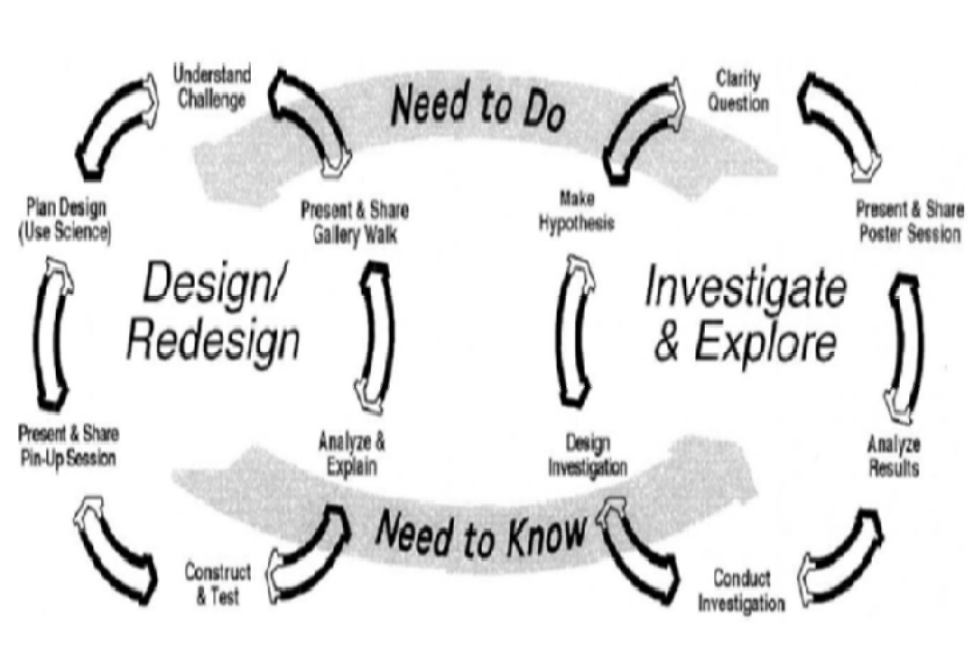 Need to Do
Understand
Challenge
Plan Design
(Use Science)
Present & Share
Gallery Walk
Design/
Redesign
Present & Share
Pin-Up Session
Analyze &
Explain
Construct
& Test
Clarify
Question
Make
Hypothesis
Present & Share
Poster Session
Investigate
& Explore
Design
Investigation
Analyze
Results
Conduct
Investigation
Need to Know